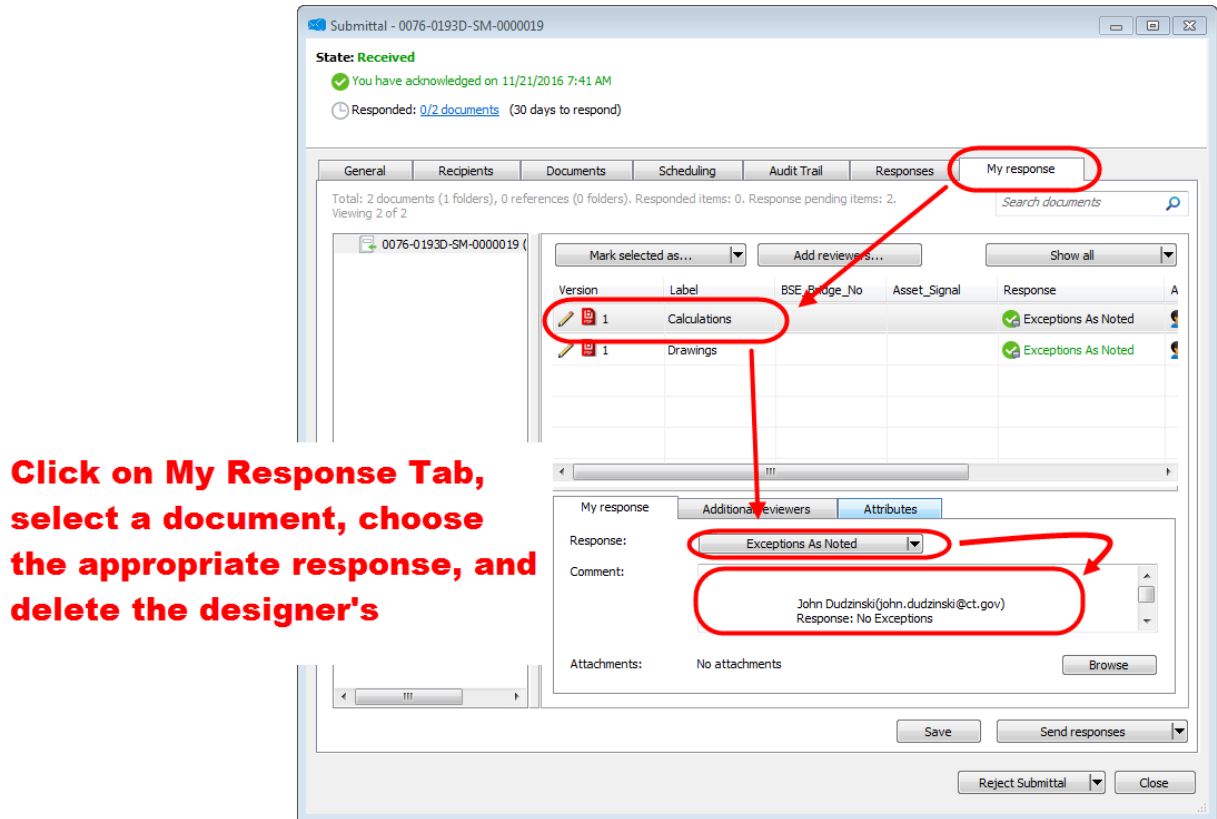 Submittal - 0076-0193D-SM-0000019
State: Received
You have acknowledged on 11/21/2016 7:41 AM
Responded: 0/2 documents (30 days to respond)
General Recipients Documents Scheduling Audit Trail Responses My response
Total: 2 documents (1 folders), 0 references (0 folders). Responded items: 0. Response pending items: 2.
Viewing 2 of 2
Search documents
0076-0193D-SM-0000019 (
Mark selected as... Add reviewers... Show all
Version Label BSE_Bridge_No Asset_Signal Response A
1 Calculations Exceptions As Noted
1 Drawings Exceptions As Noted
Click on My Response Tab,
select a document, choose
the appropriate response, and
delete the designer's
My response Additional reviewers Attributes
Response: Exceptions As Noted
Comment:
John Dudzinski(john.dudzinski@ct.gov)
Response: No Exceptions
Attachments: No attachments Browse
Save Send responses
Reject Submittal Close